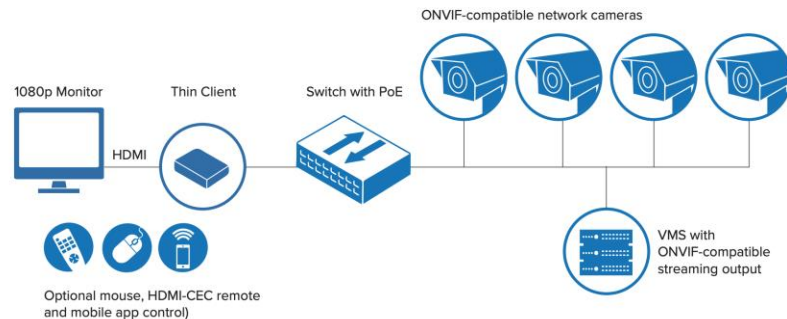 ONVIF-compatible network cameras
1080p Monitor
Thin Client
Switch with PoE
HDMI
VMS with
ONVIF-compatible
streaming output
Optional mouse, HDMI-CEC remote
and mobile app control)